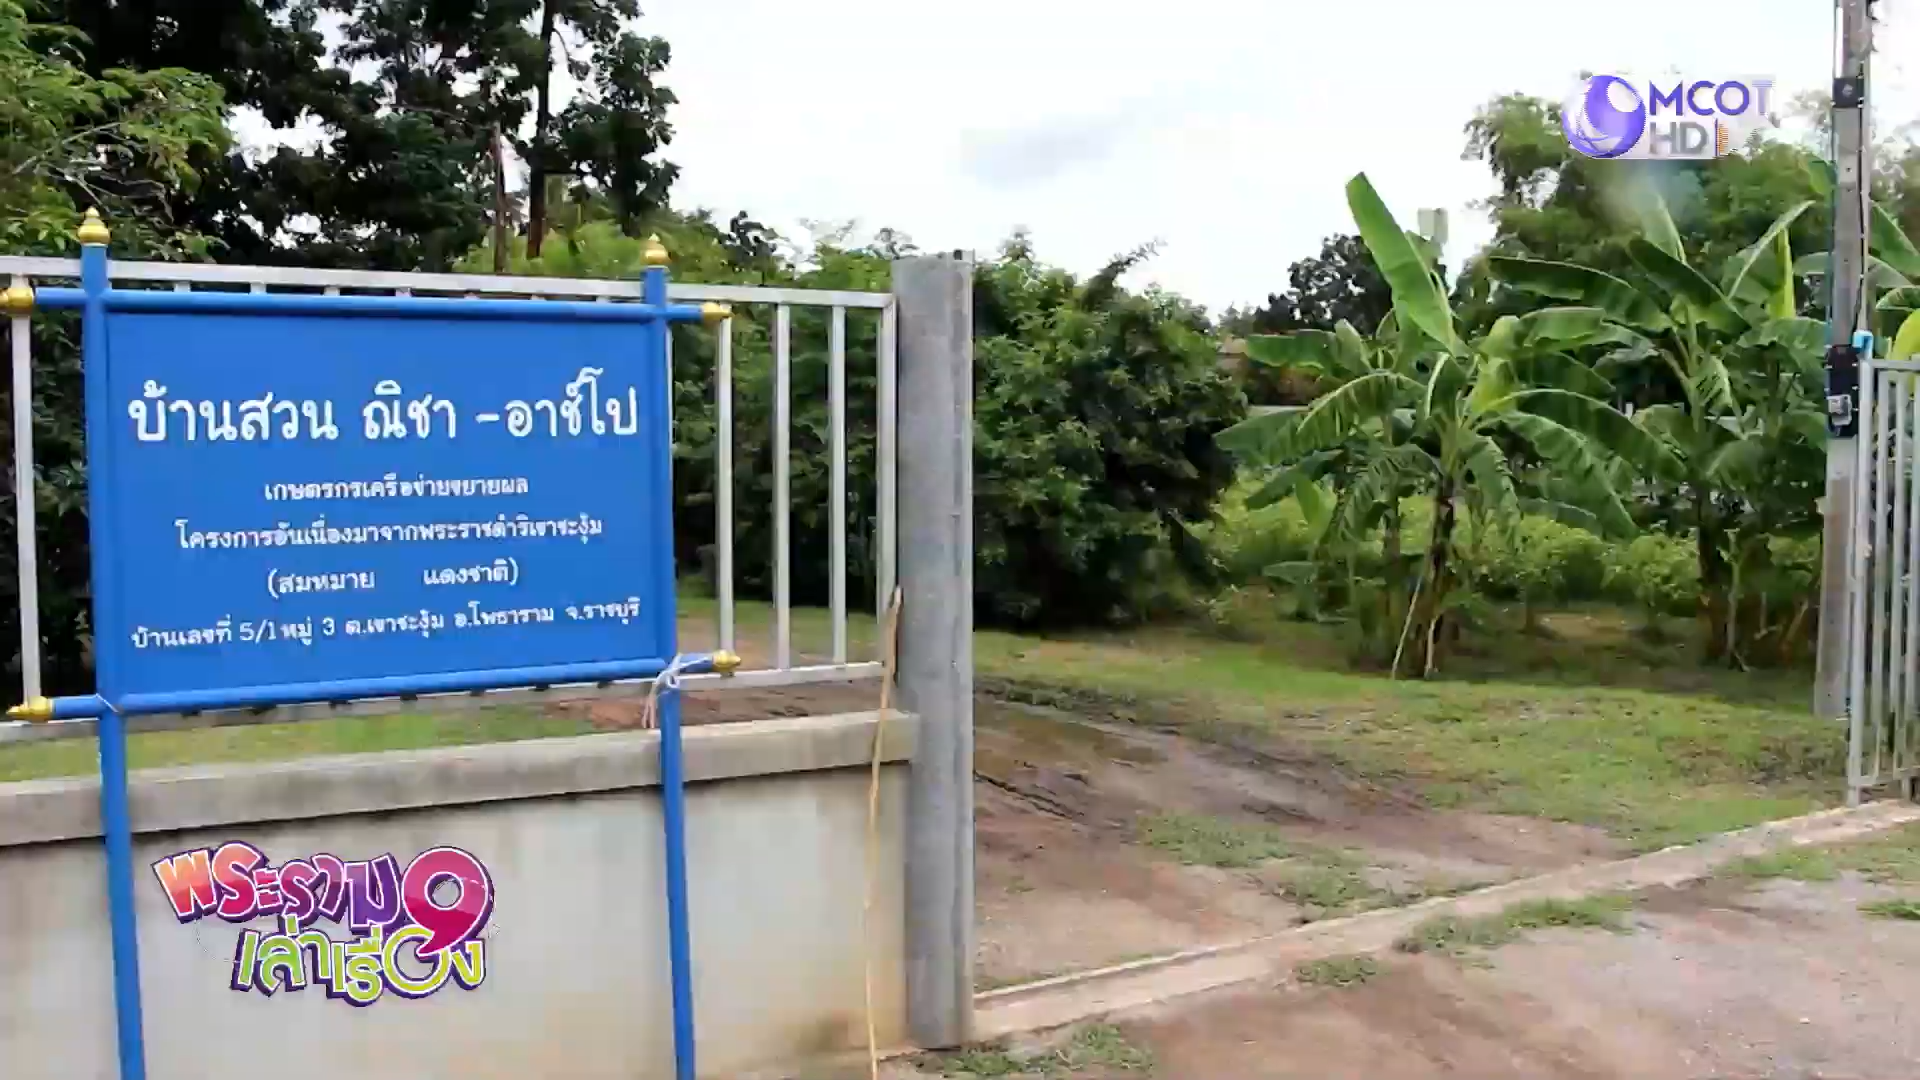 MCOT
HD
บ้านสวน ณิชา -อาช์โป
เกษตรกรเครือข่ายขยายผล
โครงการอันเนื่องมาจากพระราชดำริเขาชะงุ้ม
(สมหมาย แดงชาติ)
บ้านเลขที่ 5/1 หมู่ 3 ต.เขาชะงุ้ม อ.โพธาราม จ.ราชบุรี
พระราม ๙
เล่าเรื่อง